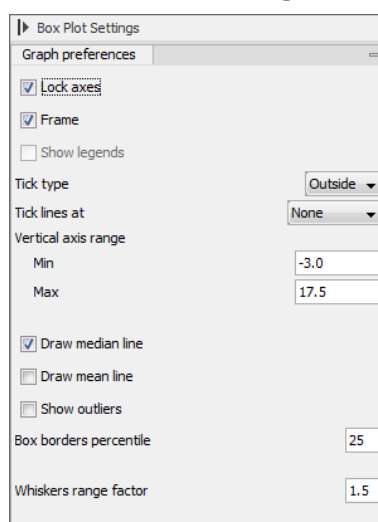 Box Plot Settings
Graph preferences
Lock axes
Frame
Show legends
Tick type Outside
Tick lines at None
Vertical axis range
Min -3.0
Max 17.5
Draw median line
Draw mean line
Show outliers
Box borders percentile 25
Whiskers range factor 1.5